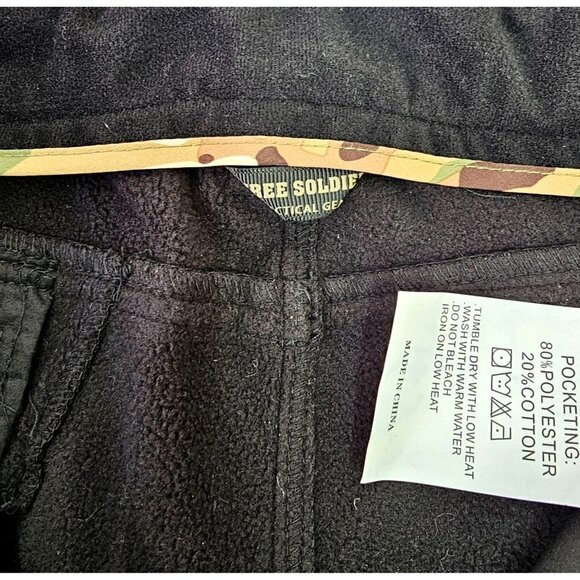 REE SOLDIE
CTICAL GE
POCKETING:
80%POLYESTER
20%COTTON
.TUMBLE DRY WITH LOW HEAT
.WASH WITH WARM WATER
.DO NOT BLEACH
IRON ON LOW HEAT
MADE IN CHINA